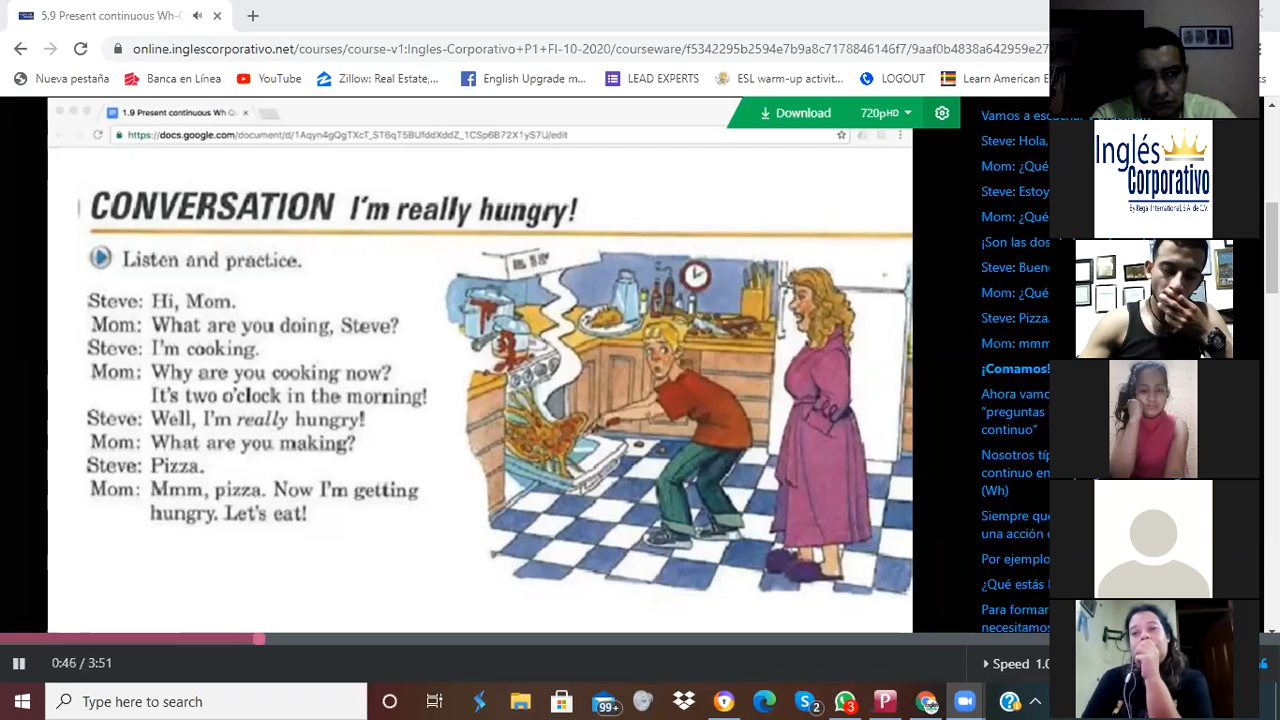 5.9 Present continuous Wh-
online.inglescorporativo.net/courses/course-v1:Ingles-Corporativo+P1+FI-10-2020/courseware/f5342295b2594e7b9a8c7178846146f7/9aaf0b4838a642959e27
Nueva pestaña
Banca en Línea
YouTube
Zillow: Real Estate,...
English Upgrade m...
LEAD EXPERTS
ESL warm-up activit...
LOGOUT
Learn American E
1.9 Present continuous Wh
Download
720pHD
CONVERSATION I'm really hungry!
Listen and practice.
Steve: Hi, Mom.
Mom: What are you doing, Steve?
Steve: I'm cooking.
Mom: Why are you cooking now?
It's two o'clock in the morning!
Steve: Well, I'm really hungry!
Mom: What are you making?
Steve: Pizza.
Mom: Mmm, pizza. Now I'm getting
hungry. Let's eat!
Vamos a
Steve: Hola,
Mom: ¿Qué
Steve: Estoy
Mom: ¿Qué
¡Son las dos
Steve: Buen
Mom: ¿Qué
Steve: Pizza.
Mom: mmm
¡Comamos!
Ahora vamo
"preguntas
continuo"
Nosotros típ
continuo en
(Wh)
Siempre que
una acción
Por ejemplo
¿Qué estás
Para formar
necesitamos
Inglés
Corporativo
0:46 / 3:51
Speed 1.0
Type here to search
99+
2
3